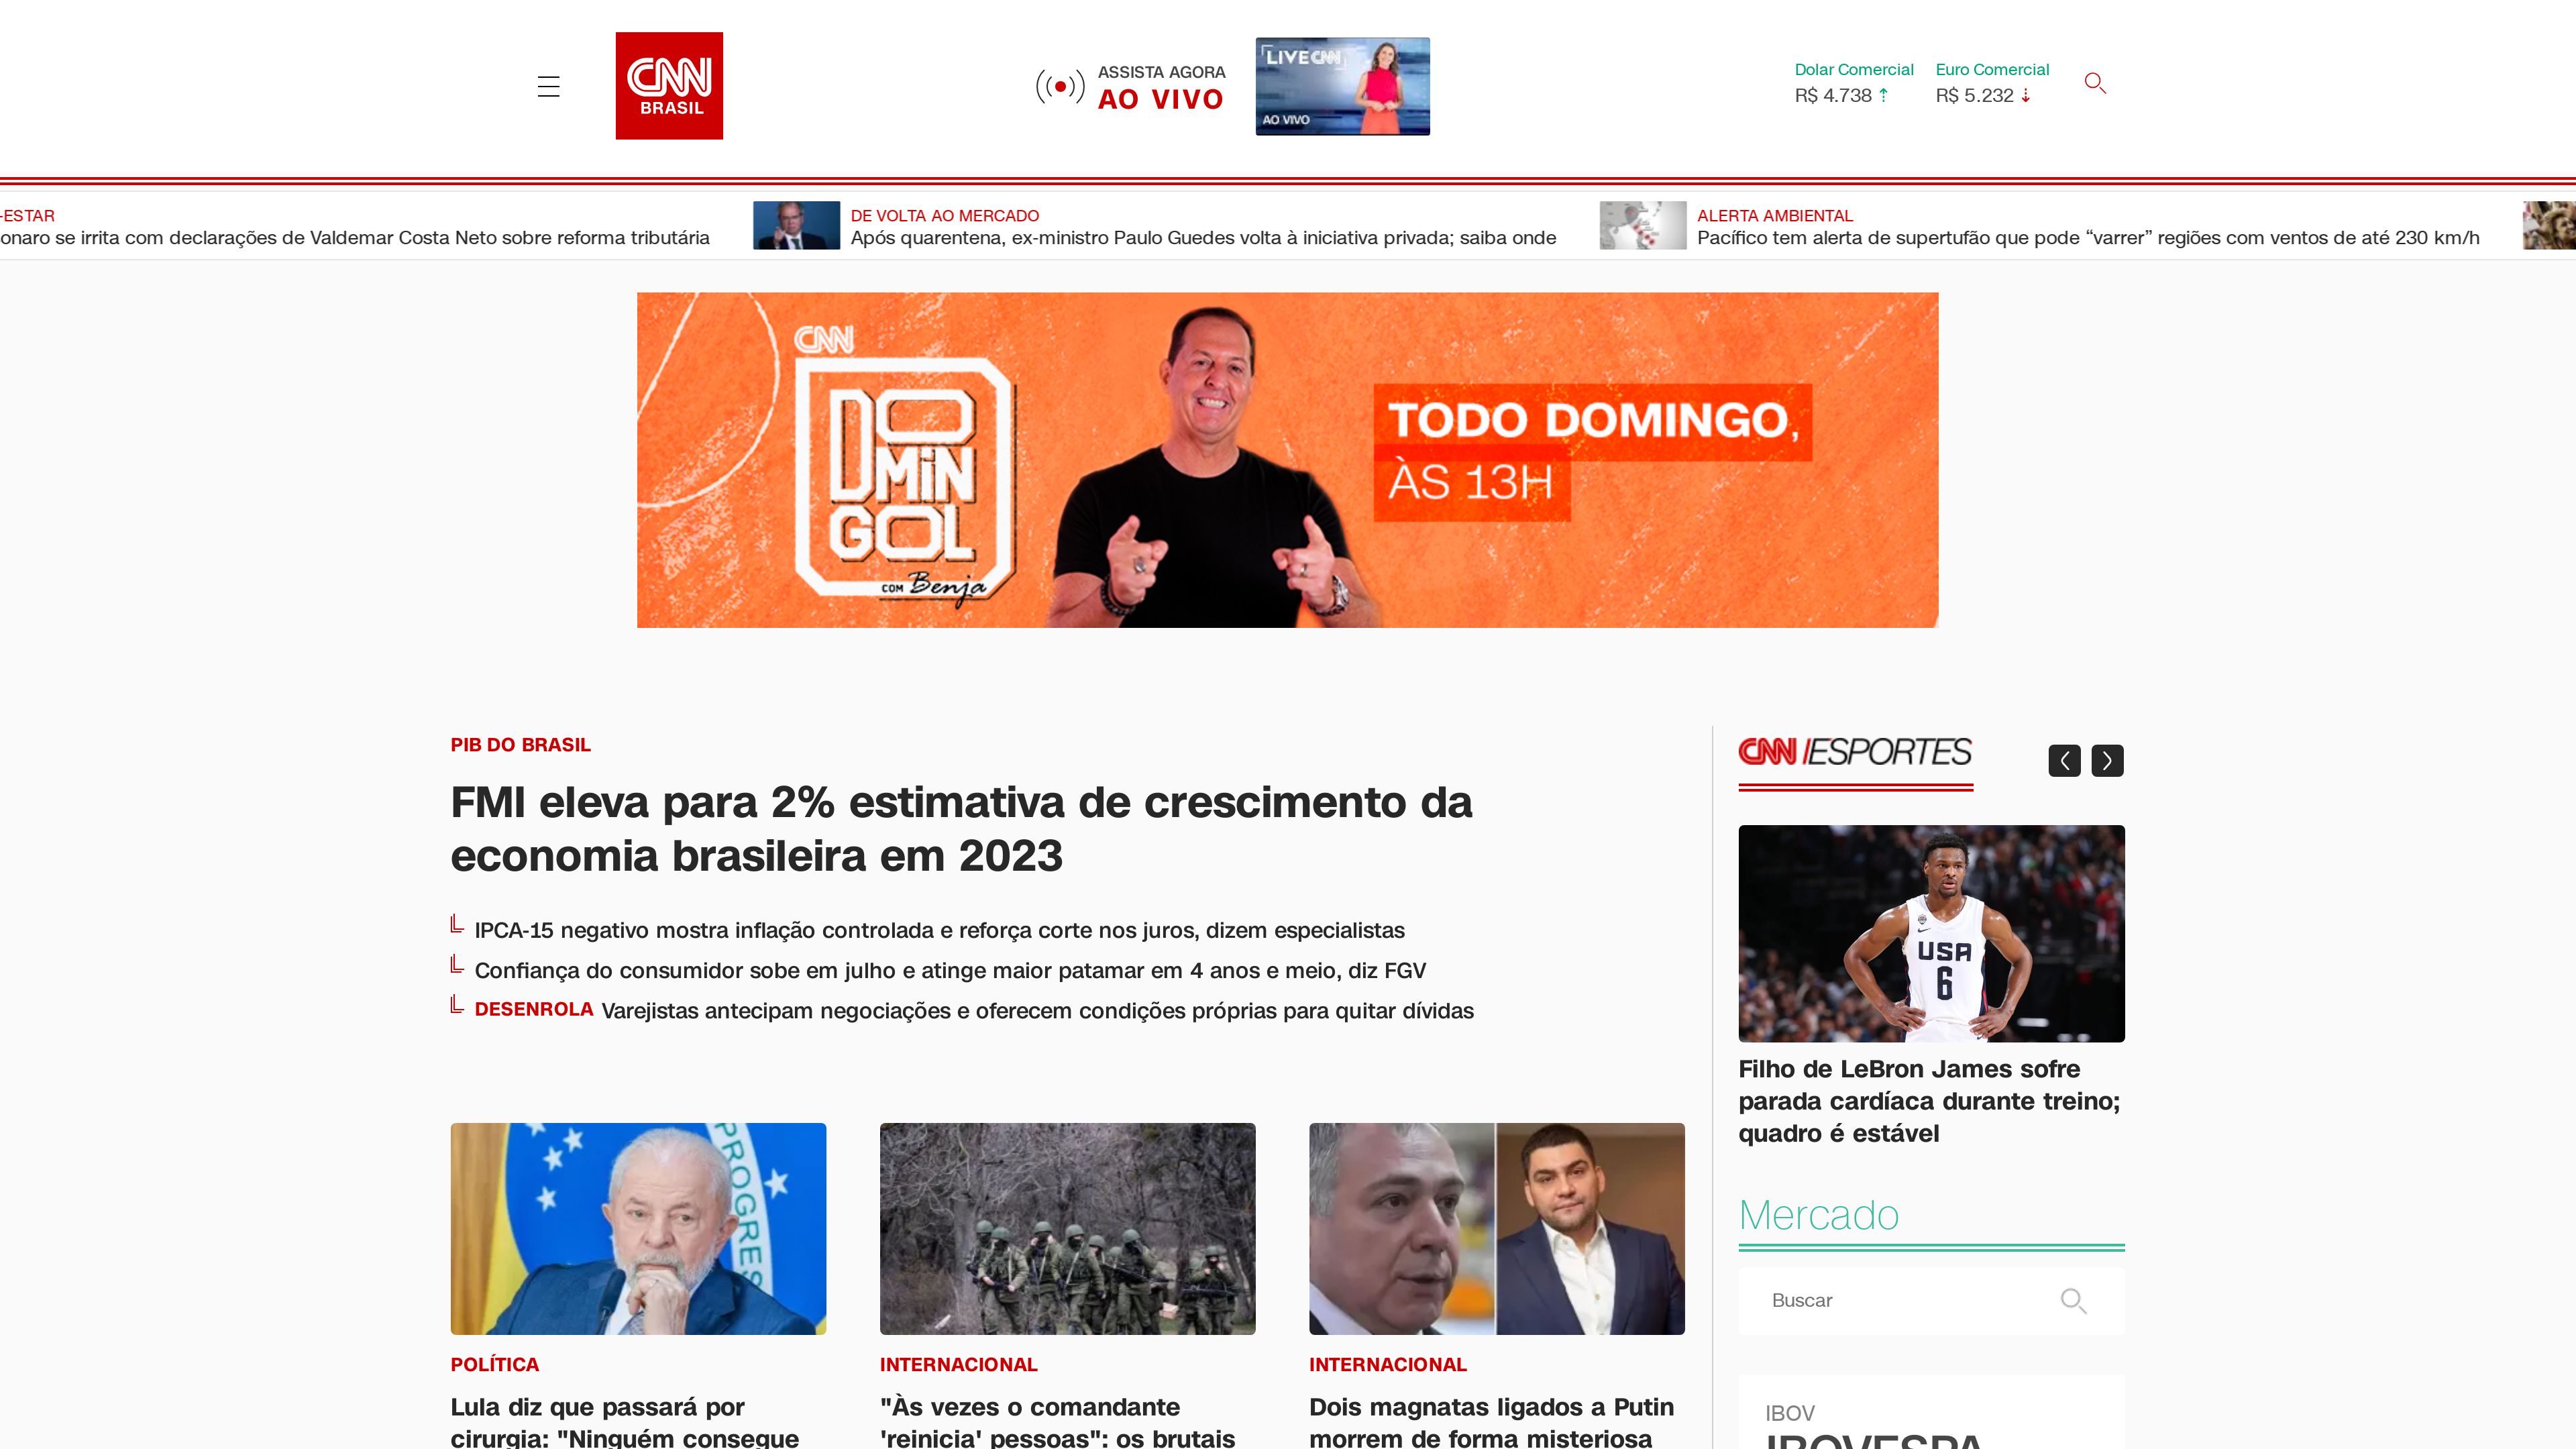 CNN
BRASIL
ASSISTA AGORA
AO VIVO
LIVE CNN
AO VIVO
Dolar Comercial
R$ 4.738
Euro Comercial
R$ 5.232
-ESTAR
onaro se irrita com declarações de Valdemar Costa Neto sobre reforma tributária
DE VOLTA AO MERCADO
Após quarentena, ex-ministro Paulo Guedes volta à iniciativa privada; saiba onde
ALERTA AMBIENTAL
Pacífico tem alerta de supertufão que pode “varrer” regiões com ventos de até 230 km/h
CNN
DO
MiN
GOL
COM Benja
TODO DOMINGO,
ÀS 13H
PIB DO BRASIL
FMI eleva para 2% estimativa de crescimento da
economia brasileira em 2023
IPCA-15 negativo mostra inflação controlada e reforça corte nos juros, dizem especialistas
Confiança do consumidor sobe em julho e atinge maior patamar em 4 anos e meio, diz FGV
DESENROLA Varejistas antecipam negociações e oferecem condições próprias para quitar dívidas
PROGRES
POLÍTICA
Lula diz que passará por
cirurgia: "Ninguém consegue
INTERNACIONAL
"Às vezes o comandante
'reinicia' pessoas": os brutais
INTERNACIONAL
Dois magnatas ligados a Putin
morrem de forma misteriosa
CNN /ESPORTES
USA
6
Filho de LeBron James sofre
parada cardíaca durante treino;
quadro é estável
Mercado
Buscar
IBOV
IBOVESPA